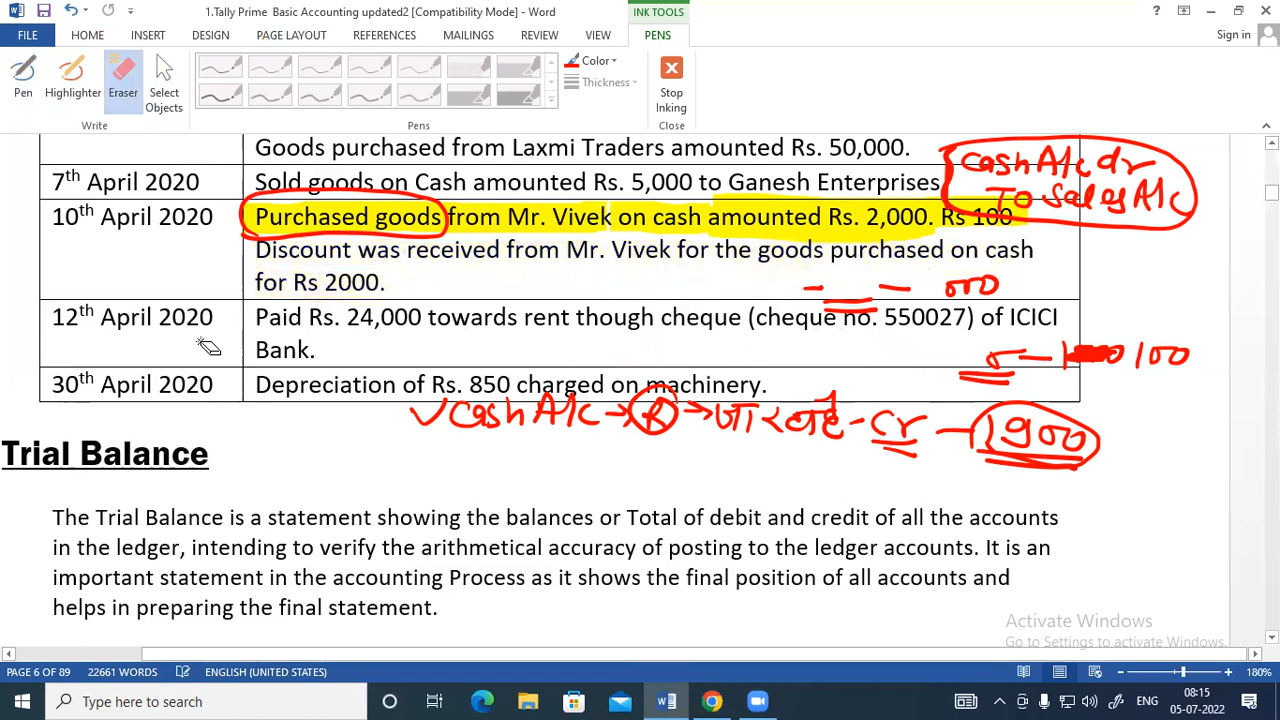 1.Tally Prime Basic Accounting updated2 [Compatibility Mode] - Word
INK TOOLS
FILE HOME INSERT DESIGN PAGE LAYOUT REFERENCES MAILINGS REVIEW VIEW PENS
Sign in
Pen Highlighter Eraser Select Objects
Color
Thickness
Stop Inking
Write Pens Close
Goods purchased from Laxmi Traders amounted Rs. 50,000.
Cash A/c dr
7th April 2020 Sold goods on Cash amounted Rs. 5,000 to Ganesh Enterprises
To Sales A/c
10th April 2020 Purchased goods from Mr. Vivek on cash amounted Rs. 2,000. Rs 100
Discount was received from Mr. Vivek for the goods purchased on cash
for Rs 2000.
12th April 2020 Paid Rs. 24,000 towards rent though cheque (cheque no. 550027) of ICICI
Bank.
100
30th April 2020 Depreciation of Rs. 850 charged on machinery.
Cash A/c R Cr 1900
Trial Balance
The Trial Balance is a statement showing the balances or Total of debit and credit of all the accounts
in the ledger, intending to verify the arithmetical accuracy of posting to the ledger accounts. It is an
important statement in the accounting Process as it shows the final position of all accounts and
helps in preparing the final statement.
Activate Windows
Go to Settings to activate Windows.
PAGE 6 OF 89 22661 WORDS ENGLISH (UNITED STATES) 180%
Type here to search
ENG
08:15
05-07-2022